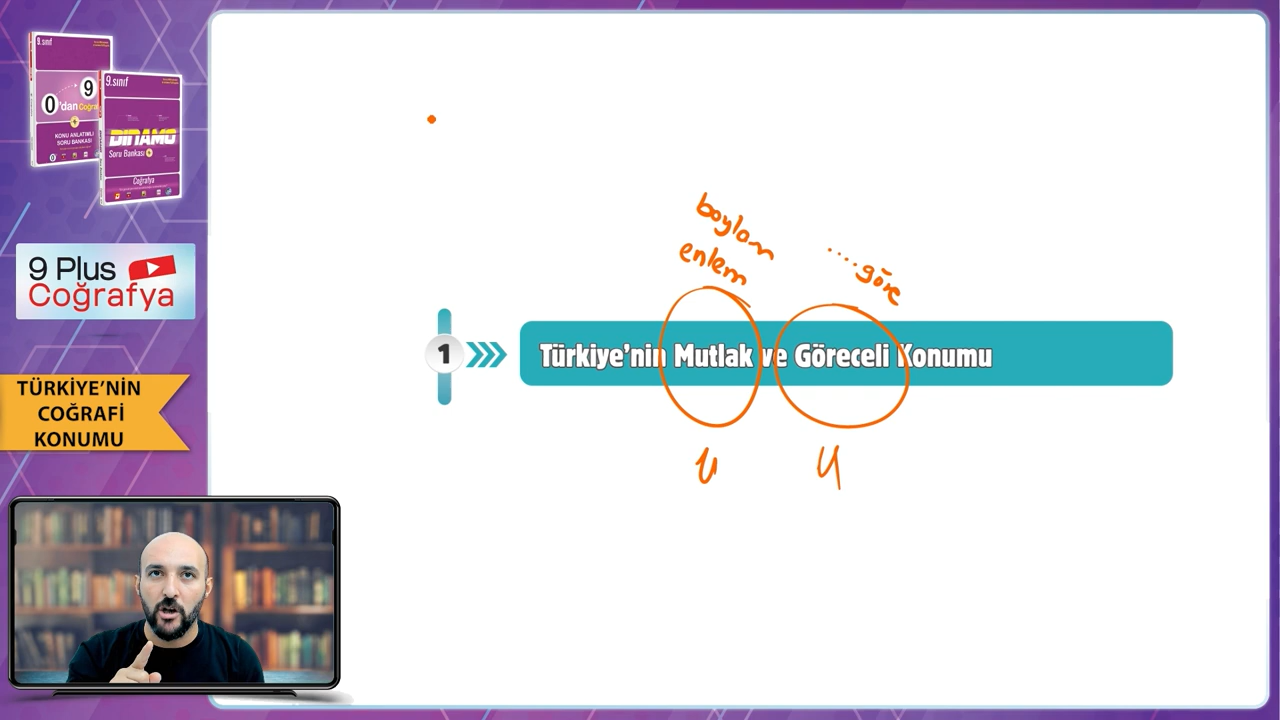 9.sınıf
0'dan 9
Coğra
KONU ANLATIMLI
SORU BANKASI
9.sınıf
DİNAMO
Soru Bankası
Coğrafya
9 Plus
Coğrafya
TÜRKİYE'NİN
COĞRAFİ
KONUMU
boylam
enlem
....göre
1
Türkiye'nin Mutlak ve Göreceli Konumu